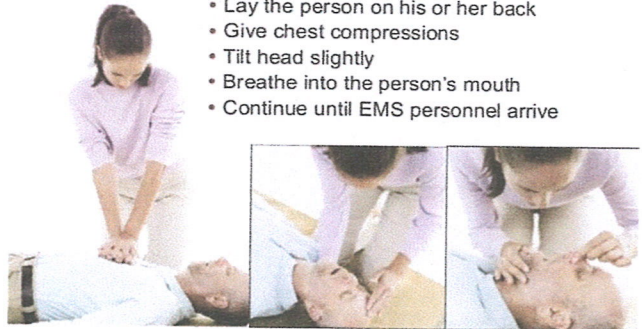 • Lay the person on his or her back
• Give chest compressions
• Tilt head slightly
• Breathe into the person's mouth
• Continue until EMS personnel arrive